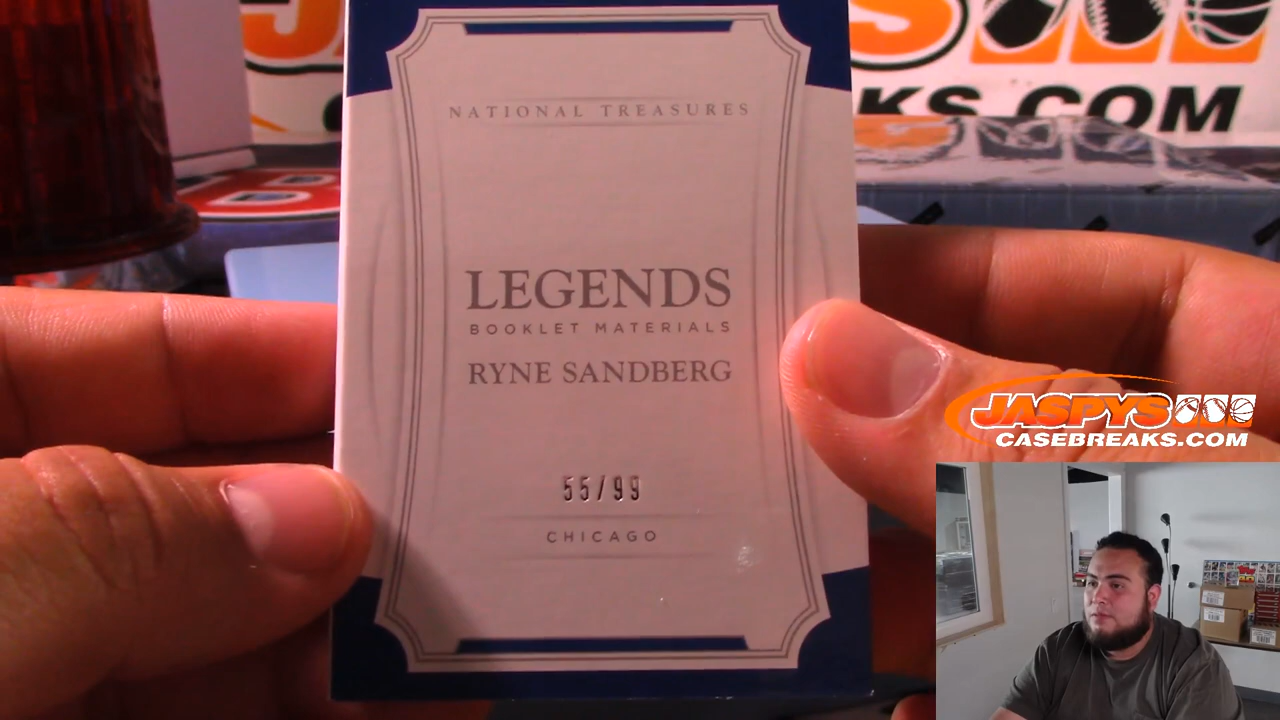 KS.COM
NATIONAL TREASURES
LEGENDS
BOOKLET MATERIALS
RYNE SANDBERG
55/99
CHICAGO
JASPYS
CASEBREAKS.COM